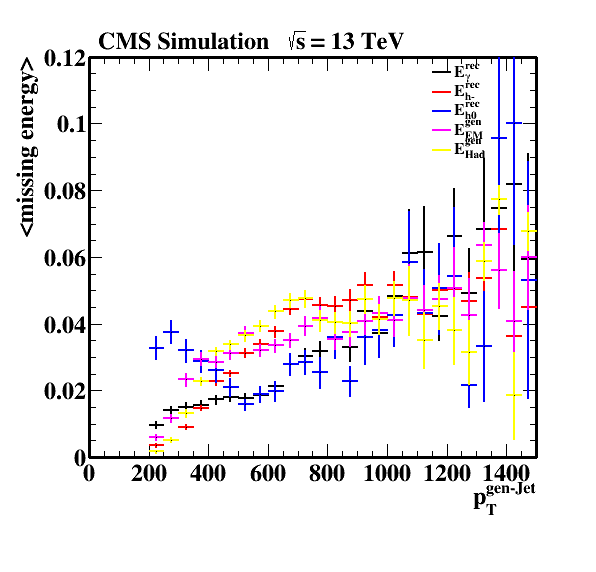 CMS Simulation √s = 13 TeV
<missing energy>
0.12
0.1
0.08
0.06
0.04
0.02
0
E_γ^rec
E_h-^rec
E_h0^rec
E_EM^gen
E_Had^gen
0 200 400 600 800 1000 1200 1400
p_T^gen-Jet